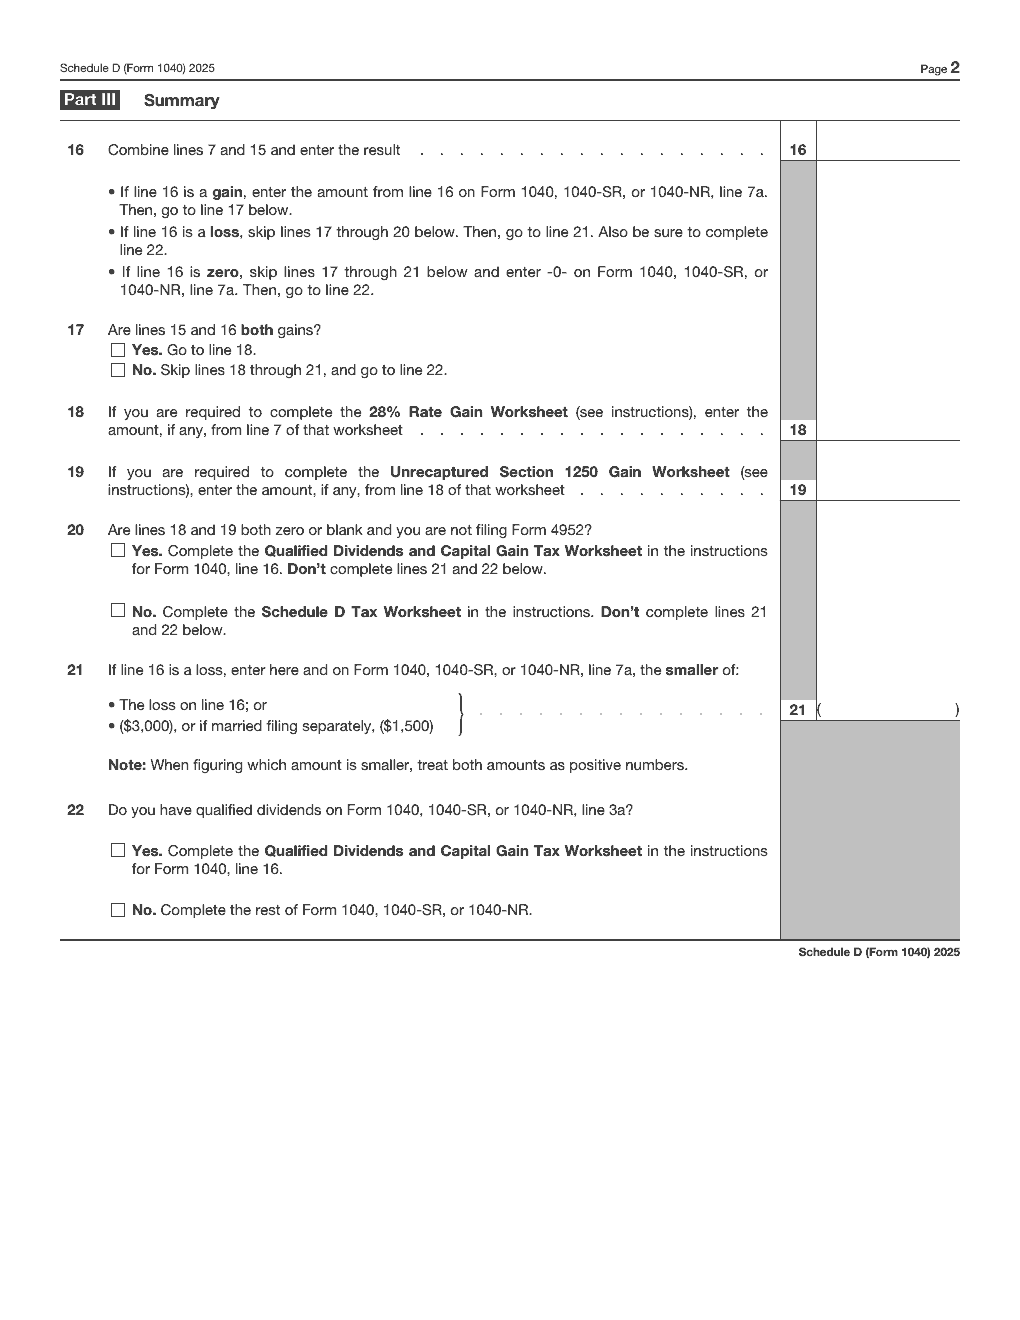 Schedule D (Form 1040) 2025 Page 2
Part III Summary
16 Combine lines 7 and 15 and enter the result . . . . . . . . . . . . . . . . . . 16
• If line 16 is a gain, enter the amount from line 16 on Form 1040, 1040-SR, or 1040-NR, line 7a.
Then, go to line 17 below.
• If line 16 is a loss, skip lines 17 through 20 below. Then, go to line 21. Also be sure to complete
line 22.
• If line 16 is zero, skip lines 17 through 21 below and enter -0- on Form 1040, 1040-SR, or
1040-NR, line 7a. Then, go to line 22.
17 Are lines 15 and 16 both gains?
Yes. Go to line 18.
No. Skip lines 18 through 21, and go to line 22.
18 If you are required to complete the 28% Rate Gain Worksheet (see instructions), enter the
amount, if any, from line 7 of that worksheet . . . . . . . . . . . . . . . . . . 18
19 If you are required to complete the Unrecaptured Section 1250 Gain Worksheet (see
instructions), enter the amount, if any, from line 18 of that worksheet . . . . . . . . . . 19
20 Are lines 18 and 19 both zero or blank and you are not filing Form 4952?
Yes. Complete the Qualified Dividends and Capital Gain Tax Worksheet in the instructions
for Form 1040, line 16. Don't complete lines 21 and 22 below.
No. Complete the Schedule D Tax Worksheet in the instructions. Don't complete lines 21
and 22 below.
21 If line 16 is a loss, enter here and on Form 1040, 1040-SR, or 1040-NR, line 7a, the smaller of:
• The loss on line 16; or
• ($3,000), or if married filing separately, ($1,500) } . . . . . . . . . . . . . . . 21 ( )
Note: When figuring which amount is smaller, treat both amounts as positive numbers.
22 Do you have qualified dividends on Form 1040, 1040-SR, or 1040-NR, line 3a?
Yes. Complete the Qualified Dividends and Capital Gain Tax Worksheet in the instructions
for Form 1040, line 16.
No. Complete the rest of Form 1040, 1040-SR, or 1040-NR.
Schedule D (Form 1040) 2025